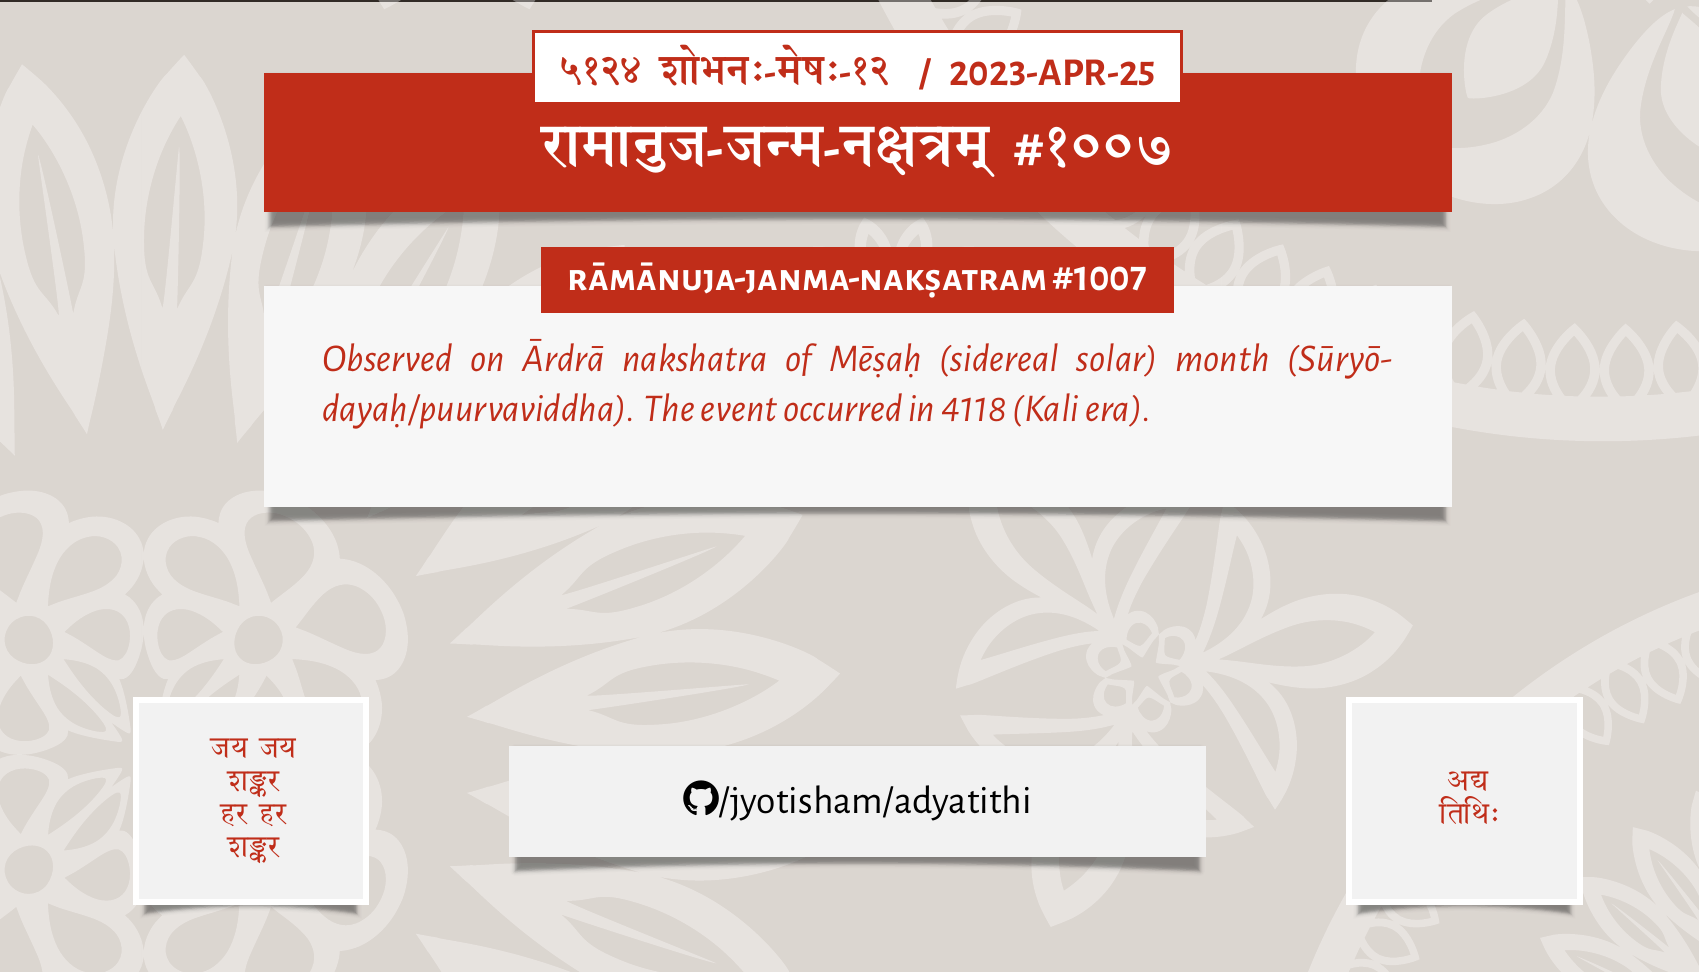 ५१२४ शोभनः-मेषः-१२ / 2023-APR-25
रामानुज-जन्म-नक्षत्रम् #१००७
RĀMĀNUJA-JANMA-NAKṢATRAM #1007
Observed on Ārdrā nakshatra of Mēṣaḥ (sidereal solar) month (Sūryō-
dayaḥ/puurvaviddha). The event occurred in 4118 (Kali era).
जय जय
शङ्कर
हर हर
शङ्कर
/jyotisham/adyatithi
अद्य
तिथिः